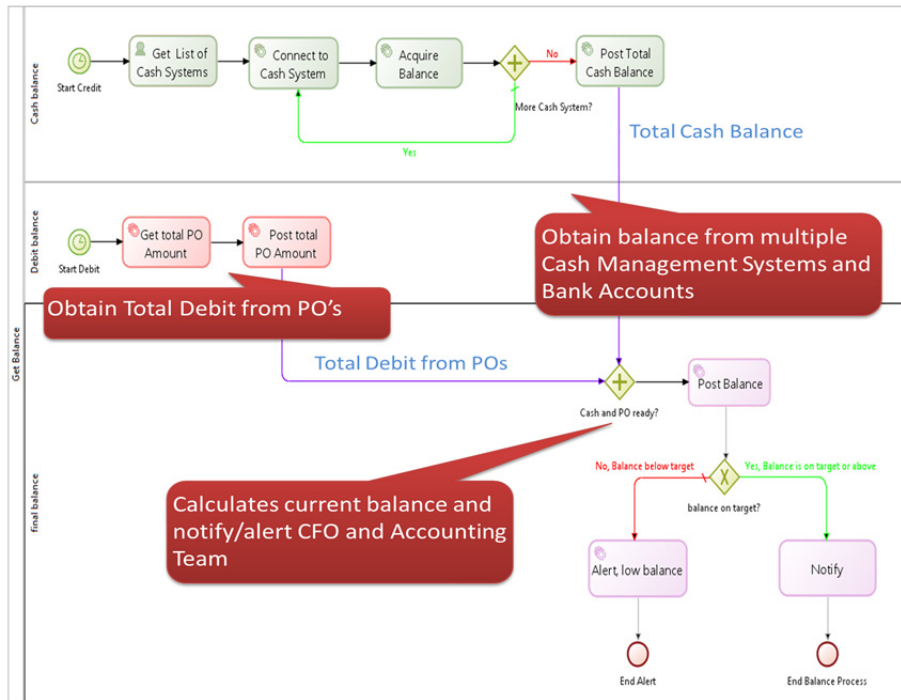 Cash balance
Start Credit
Get List of
Cash Systems
Connect to
Cash System
Acquire
Balance
More Cash System?
No
Yes
Post Total
Cash Balance
Total Cash Balance
Get Balance
Debit balance
Start Debit
Get total PO
Amount
Post total
PO Amount
Obtain Total Debit from PO's
Obtain balance from multiple
Cash Management Systems and
Bank Accounts
final balance
Total Debit from POs
Cash and PO ready?
Post Balance
Calculates current balance and
notify/alert CFO and Accounting
Team
No, Balance below target
Yes, Balance is on target or above
balance on target?
Alert, low balance
Notify
End Alert
End Balance Process